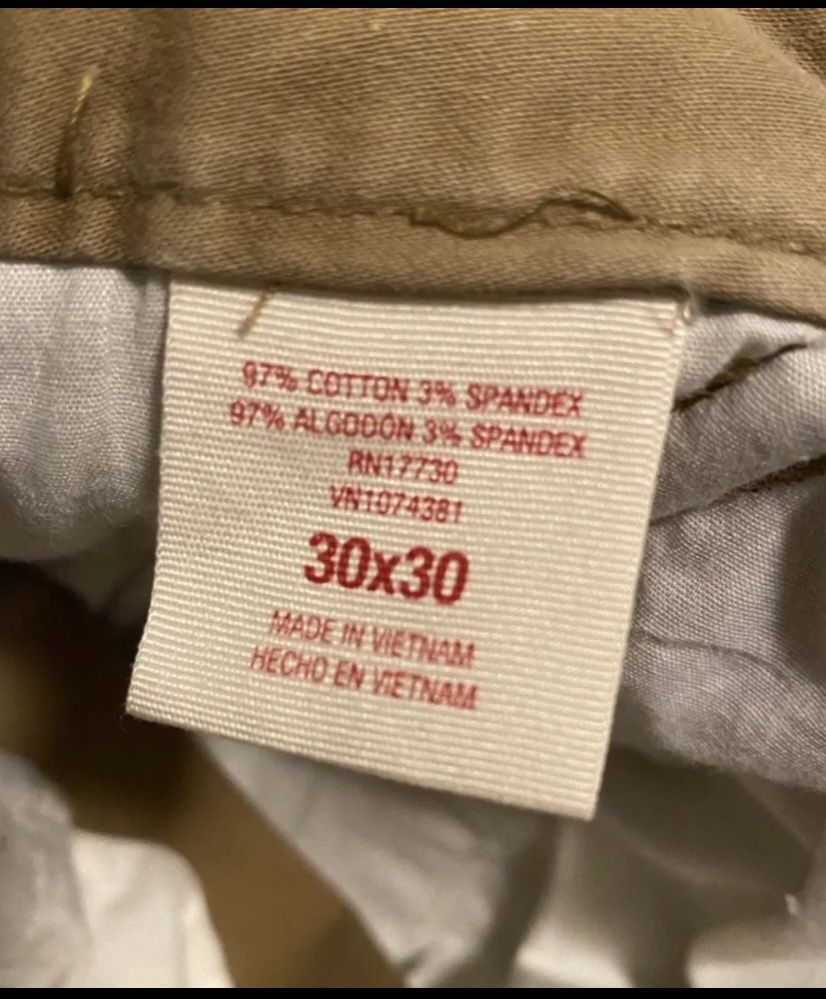 97% COTTON 3% SPANDEX
97% ALGODÓN 3% SPANDEX
RN17730
VN1074381
30x30
MADE IN VIETNAM
HECHO EN VIETNAM